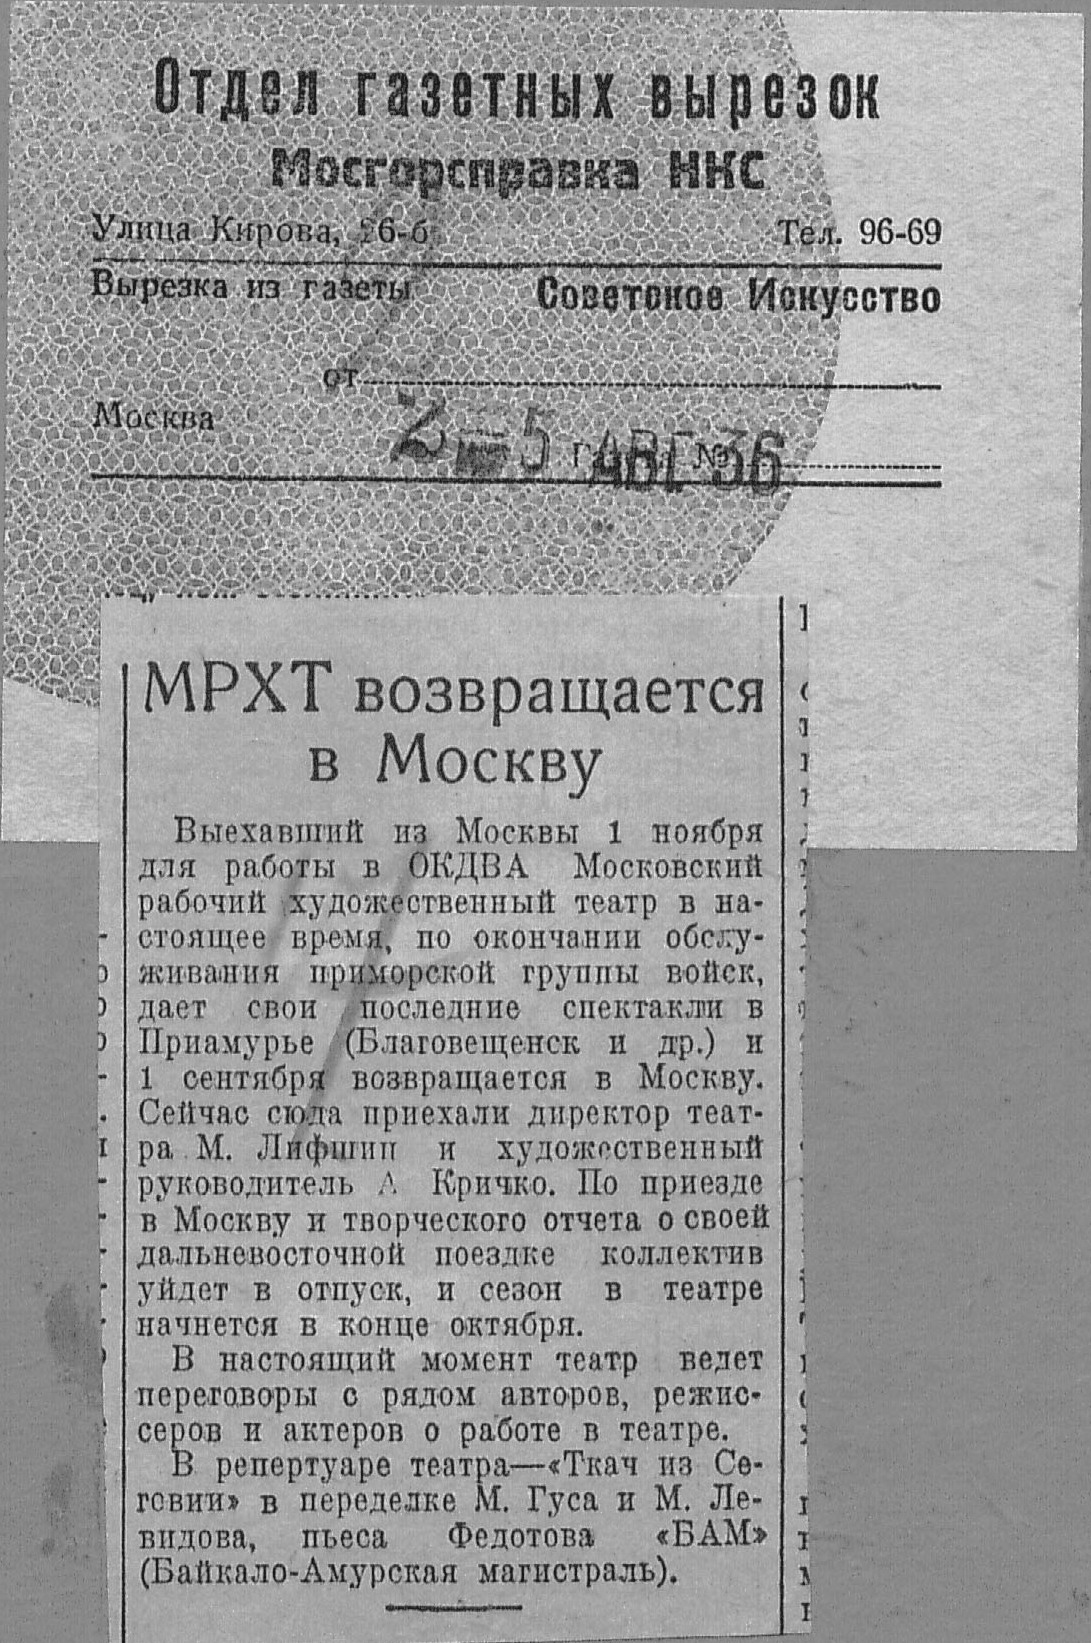 Отдел газетных вырезок
Мосгорсправка НКС
Улица Кирова, 26-б Тел. 96-69
Вырезка из газеты Советское Искусство
от
Москва
5 АВГ 36
МРХТ возвращается
в Москву
Выехавший из Москвы 1 ноября
для работы в ОКДВА Московский
рабочий художественный театр в на-
стоящее время, по окончании обслу-
живания приморской группы войск,
дает свои последние спектакли в
Приамурье (Благовещенск и др.) и
1 сентября возвращается в Москву.
Сейчас сюда приехали директор теат-
ра М. Лифшиц и художественный
руководитель А Кричко. По приезде
в Москву и творческого отчета о своей
дальневосточной поездке коллектив
уйдет в отпуск, и сезон в театре
начнется в конце октября.
В настоящий момент театр ведет
переговоры с рядом авторов, режис-
серов и актеров о работе в театре.
В репертуаре театра—«Ткач из Се-
говии» в переделке М. Гуса и М. Ле-
видова, пьеса Федотова «БАМ»
(Байкало-Амурская магистраль).